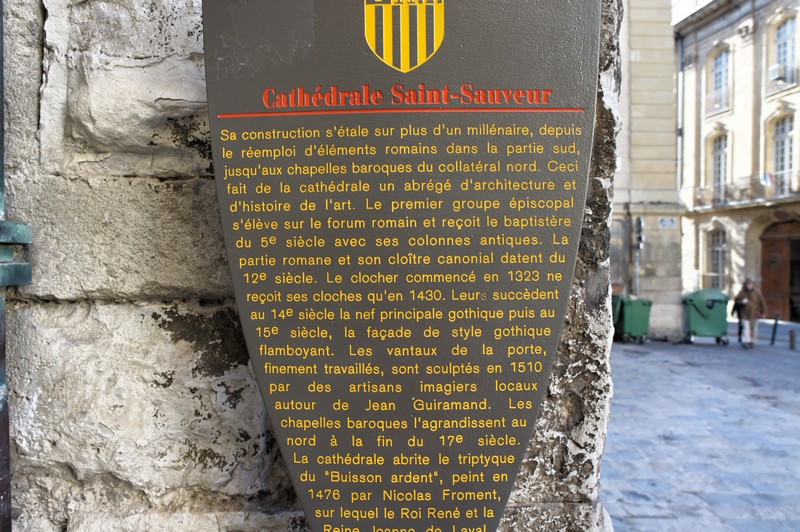 Cathédrale Saint-Sauveur
Sa construction s'étale sur plus d'un millénaire, depuis
le réemploi d'éléments romains dans la partie sud,
jusqu'aux chapelles baroques du collatéral nord. Ceci
fait de la cathédrale un abrégé d'architecture et
d'histoire de l'art. Le premier groupe épiscopal
s'élève sur le forum romain et reçoit le baptistère
du 5e siècle avec ses colonnes antiques. La
partie romane et son cloître canonial datent du
12e siècle. Le clocher commencé en 1323 ne
reçoit ses cloches qu'en 1430. Leurs succèdent
au 14e siècle la nef principale gothique puis au
15e siècle, la façade de style gothique
flamboyant. Les vantaux de la porte,
finement travaillés, sont sculptés en 1510
par des artisans imagiers locaux
autour de Jean Guiramand. Les
chapelles baroques l'agrandissent au
nord à la fin du 17e siècle.
La cathédrale abrite le triptyque
du "Buisson ardent", peint en
1476 par Nicolas Froment,
sur lequel le Roi René et la
Reine Jeanne de Laval